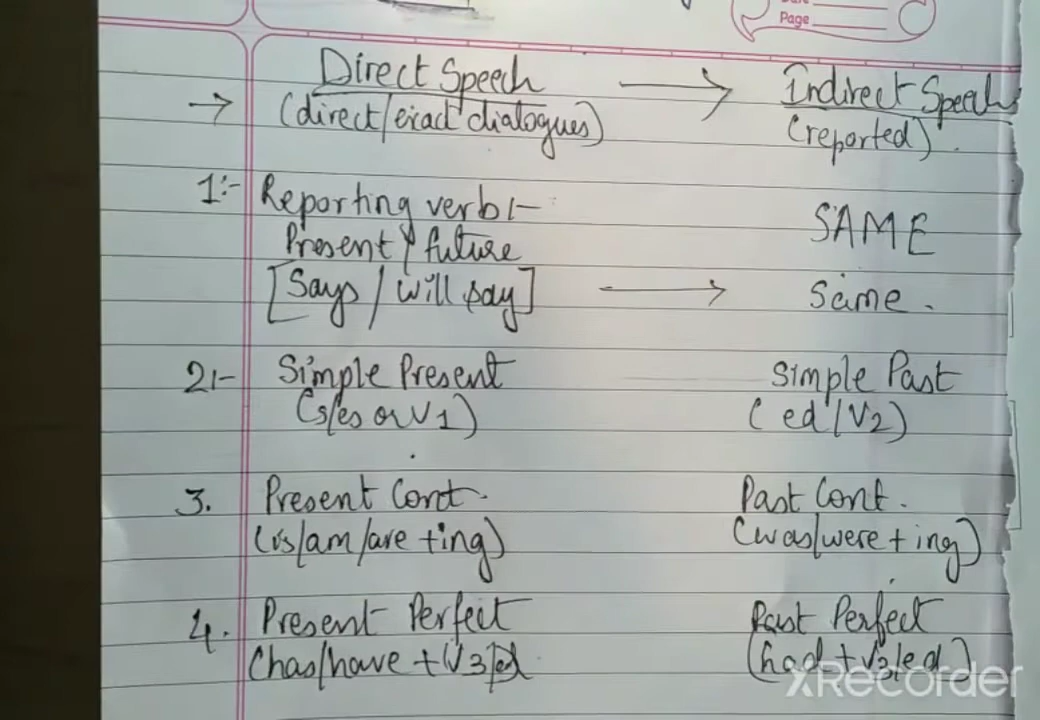 Page
Direct Speech → Indirect Speech
→ (direct/exact dialogues) (reported).
1:- Reporting verb:- SAME
Present/future
[Says / will say] → Same.
2:- Simple Present Simple Past
(s/es or V1) (ed/V2)
3. Present Cont. Past Cont.
(is/am/are +ing) (was/were + ing)
4. Present Perfect Past Perfect
(has/have + V3/ed (had + V3/ed)
XRecorder